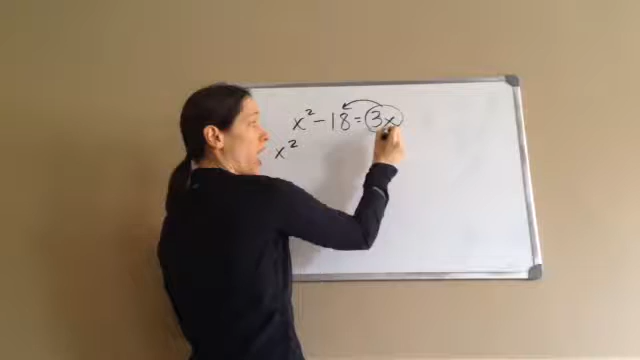 x² - 18 = 3x
x²